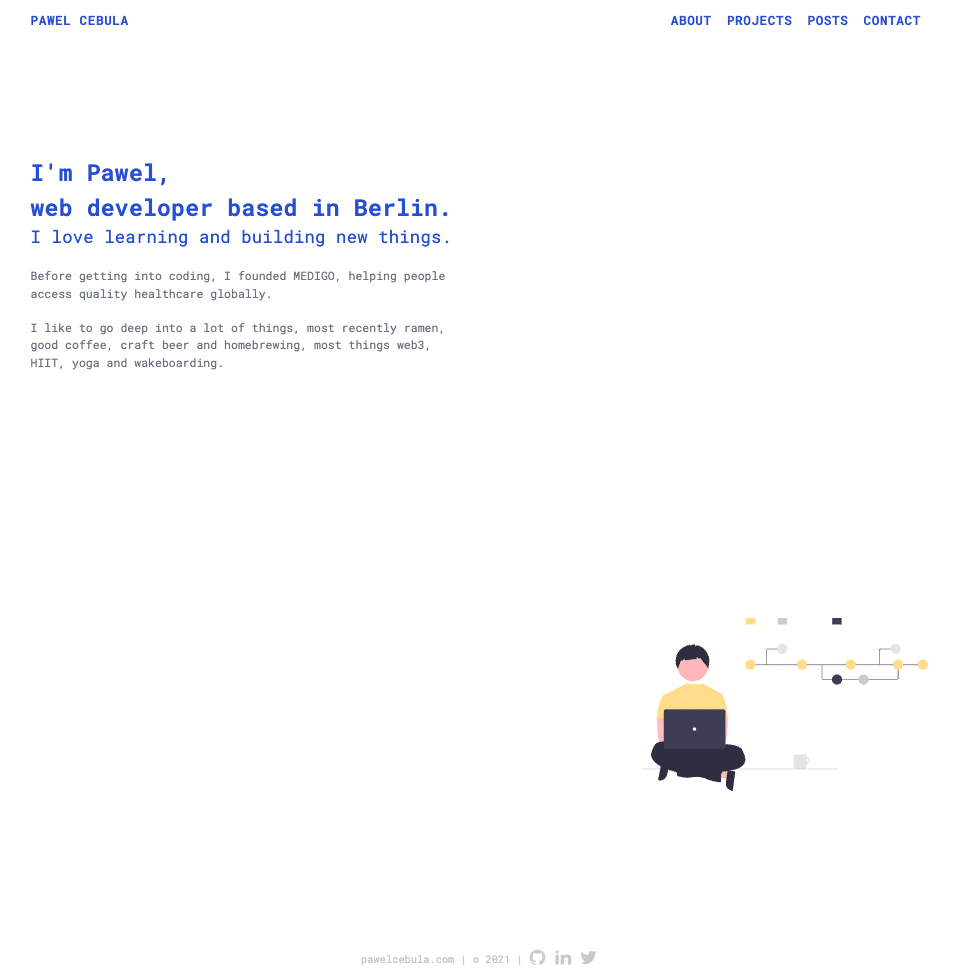 PAWEL CEBULA
ABOUT PROJECTS POSTS CONTACT
I'm Pawel,
web developer based in Berlin.
I love learning and building new things.
Before getting into coding, I founded MEDIGO, helping people
access quality healthcare globally.
I like to go deep into a lot of things, most recently ramen,
good coffee, craft beer and homebrewing, most things web3,
HIIT, yoga and wakeboarding.
pawelcebula.com | © 2021 |